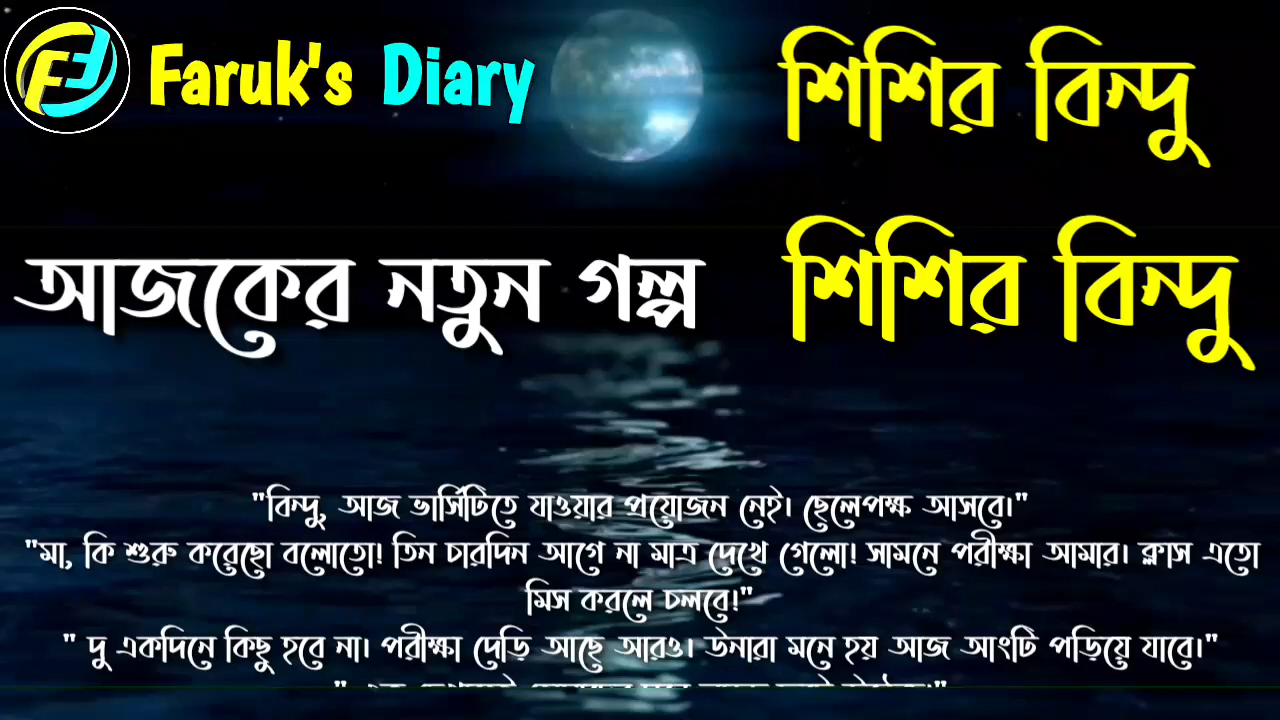 Faruk's Diary
শিশির বিন্দু
আজকের নতুন গল্প
শিশির বিন্দু
"বিন্দু, আজ ভার্সিটিতে যাওয়ার প্রয়োজন নেই। ছেলেপক্ষ আসবে।"
"মা, কি শুরু করেছো বলোতো! তিন চারদিন আগে না মাত্র দেখে গেলো! সামনে পরীক্ষা আমার। ক্লাস এতো
মিস করলে চলবে!"
" দু একদিনে কিছু হবে না। পরীক্ষা দেড়ি আছে আরও। উনারা মনে হয় আজ আংটি পড়িয়ে যাবে।"